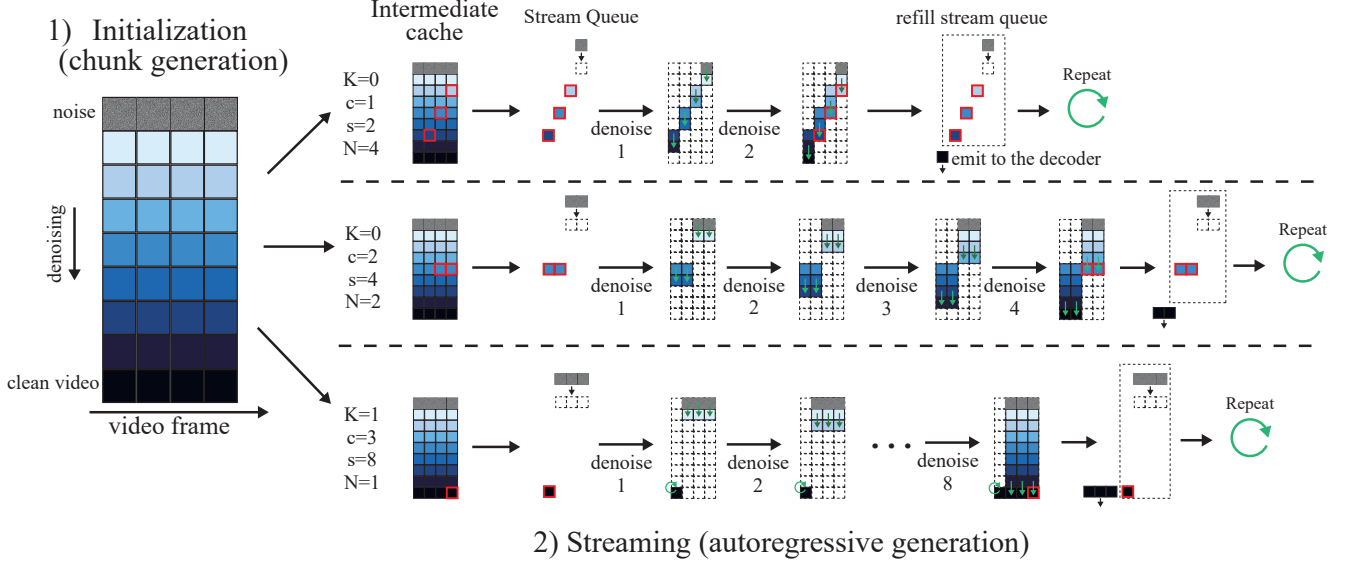 1) Initialization
(chunk generation)
noise
denoising
clean video
video frame
Intermediate
cache
Stream Queue
refill stream queue
K=0
c=1
s=2
N=4
denoise
1
denoise
2
emit to the decoder
Repeat
K=0
c=2
s=4
N=2
denoise
1
denoise
2
denoise
3
denoise
4
Repeat
K=1
c=3
s=8
N=1
denoise
1
denoise
2
• • •
denoise
8
Repeat
2) Streaming (autoregressive generation)